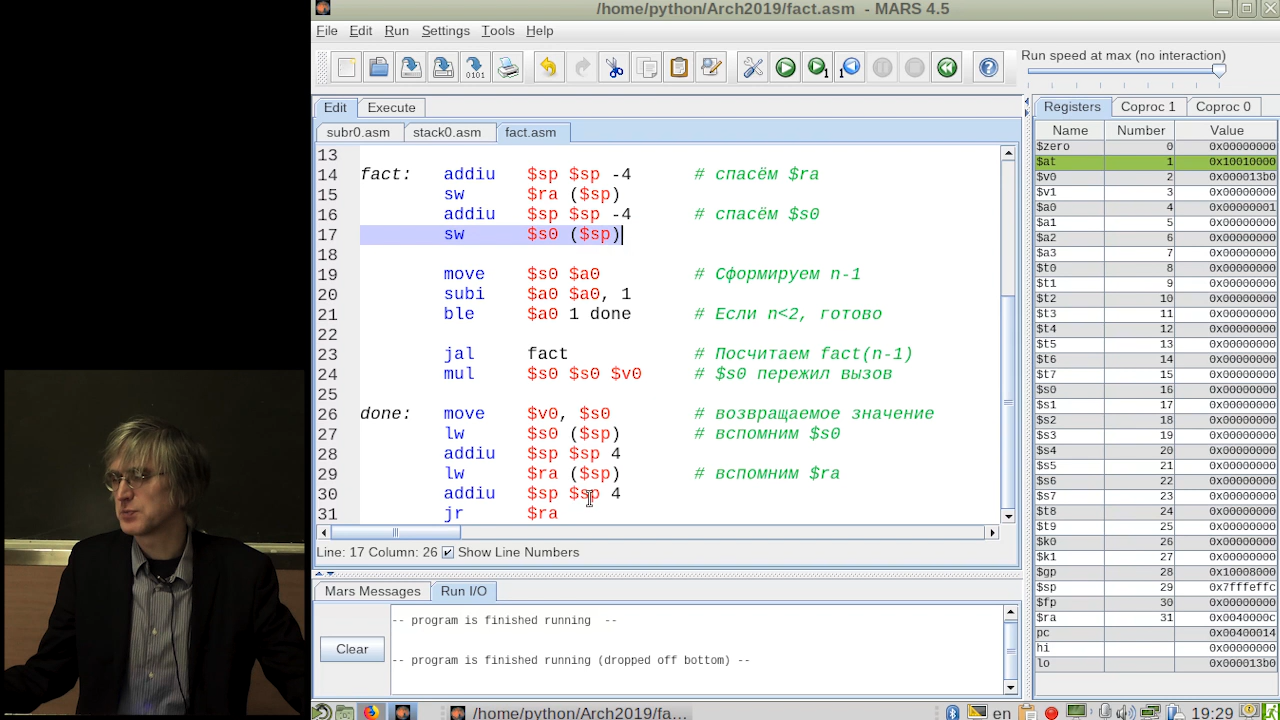 /home/python/Arch2019/fact.asm - MARS 4.5
File Edit Run Settings Tools Help
Run speed at max (no interaction)
Edit Execute
subr0.asm stack0.asm fact.asm
13
14 fact: addiu $sp $sp -4 # спасём $ra
15 sw $ra ($sp)
16 addiu $sp $sp -4 # спасём $s0
17 sw $s0 ($sp)
18
19 move $s0 $a0 # Сформируем n-1
20 subi $a0 $a0, 1
21 ble $a0 1 done # Если n<2, готово
22
23 jal fact # Посчитаем fact(n-1)
24 mul $s0 $s0 $v0 # $s0 пережил вызов
25
26 done: move $v0, $s0 # возвращаемое значение
27 lw $s0 ($sp) # вспомним $s0
28 addiu $sp $sp 4
29 lw $ra ($sp) # вспомним $ra
30 addiu $sp $sp 4
31 jr $ra
Line: 17 Column: 26 Show Line Numbers
Mars Messages Run I/O
-- program is finished running --
-- program is finished running (dropped off bottom) --
Clear
Registers Coproc 1 Coproc 0
Name Number Value
$zero 0 0x00000000
$at 1 0x10010000
$v0 2 0x000013b0
$v1 3 0x00000000
$a0 4 0x00000001
$a1 5 0x00000000
$a2 6 0x00000000
$a3 7 0x00000000
$t0 8 0x00000000
$t1 9 0x00000000
$t2 10 0x00000000
$t3 11 0x00000000
$t4 12 0x00000000
$t5 13 0x00000000
$t6 14 0x00000000
$t7 15 0x00000000
$s0 16 0x00000000
$s1 17 0x00000000
$s2 18 0x00000000
$s3 19 0x00000000
$s4 20 0x00000000
$s5 21 0x00000000
$s6 22 0x00000000
$s7 23 0x00000000
$t8 24 0x00000000
$t9 25 0x00000000
$k0 26 0x00000000
$k1 27 0x00000000
$gp 28 0x10008000
$sp 29 0x7fffeffc
$fp 30 0x00000000
$ra 31 0x0040000c
pc 0x00400014
hi 0x00000000
lo 0x000013b0
/home/python/Arch2019/fa... en 19:29